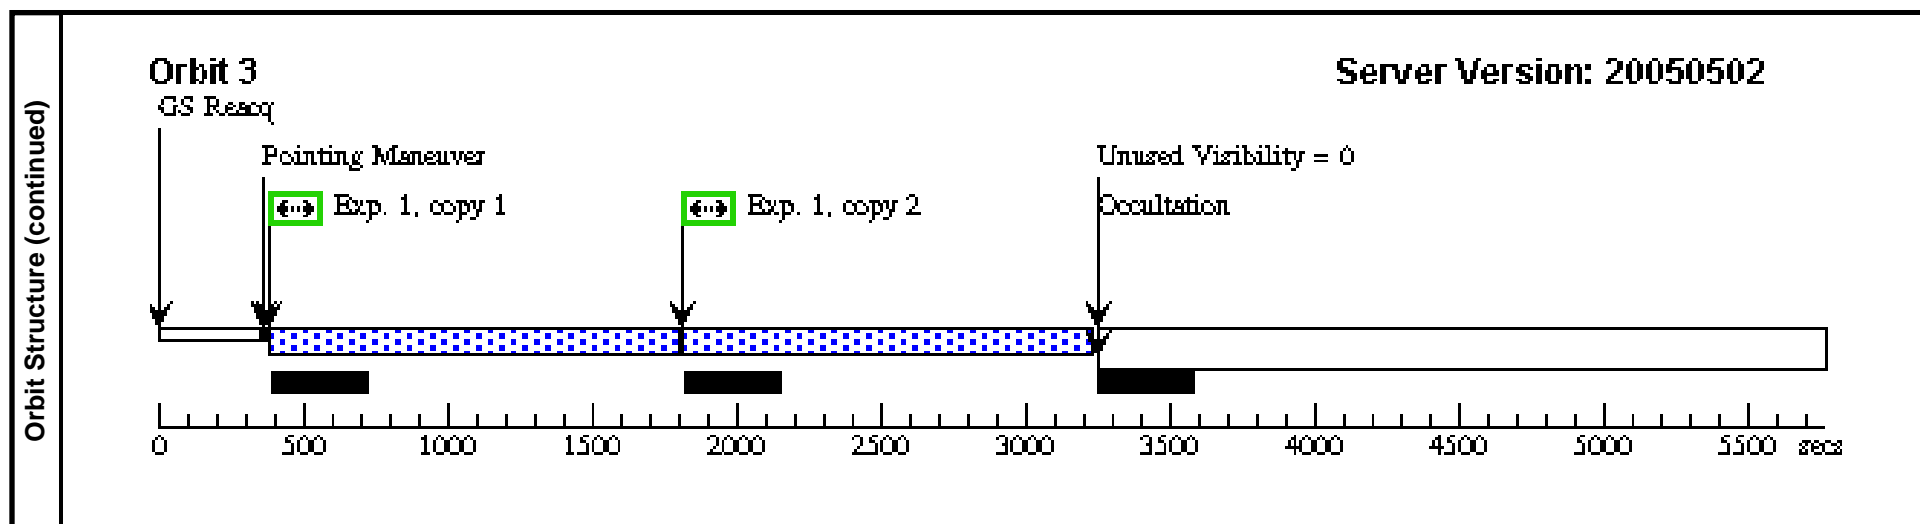 Orbit Structure (continued)
Orbit 3
Server Version: 20050502
GS Reacq
Pointing Maneuver
Unused Visibility = 0
Exp. 1, copy 1
Exp. 1, copy 2
Occultation
0 500 1000 1500 2000 2500 3000 3500 4000 4500 5000 5500 secs